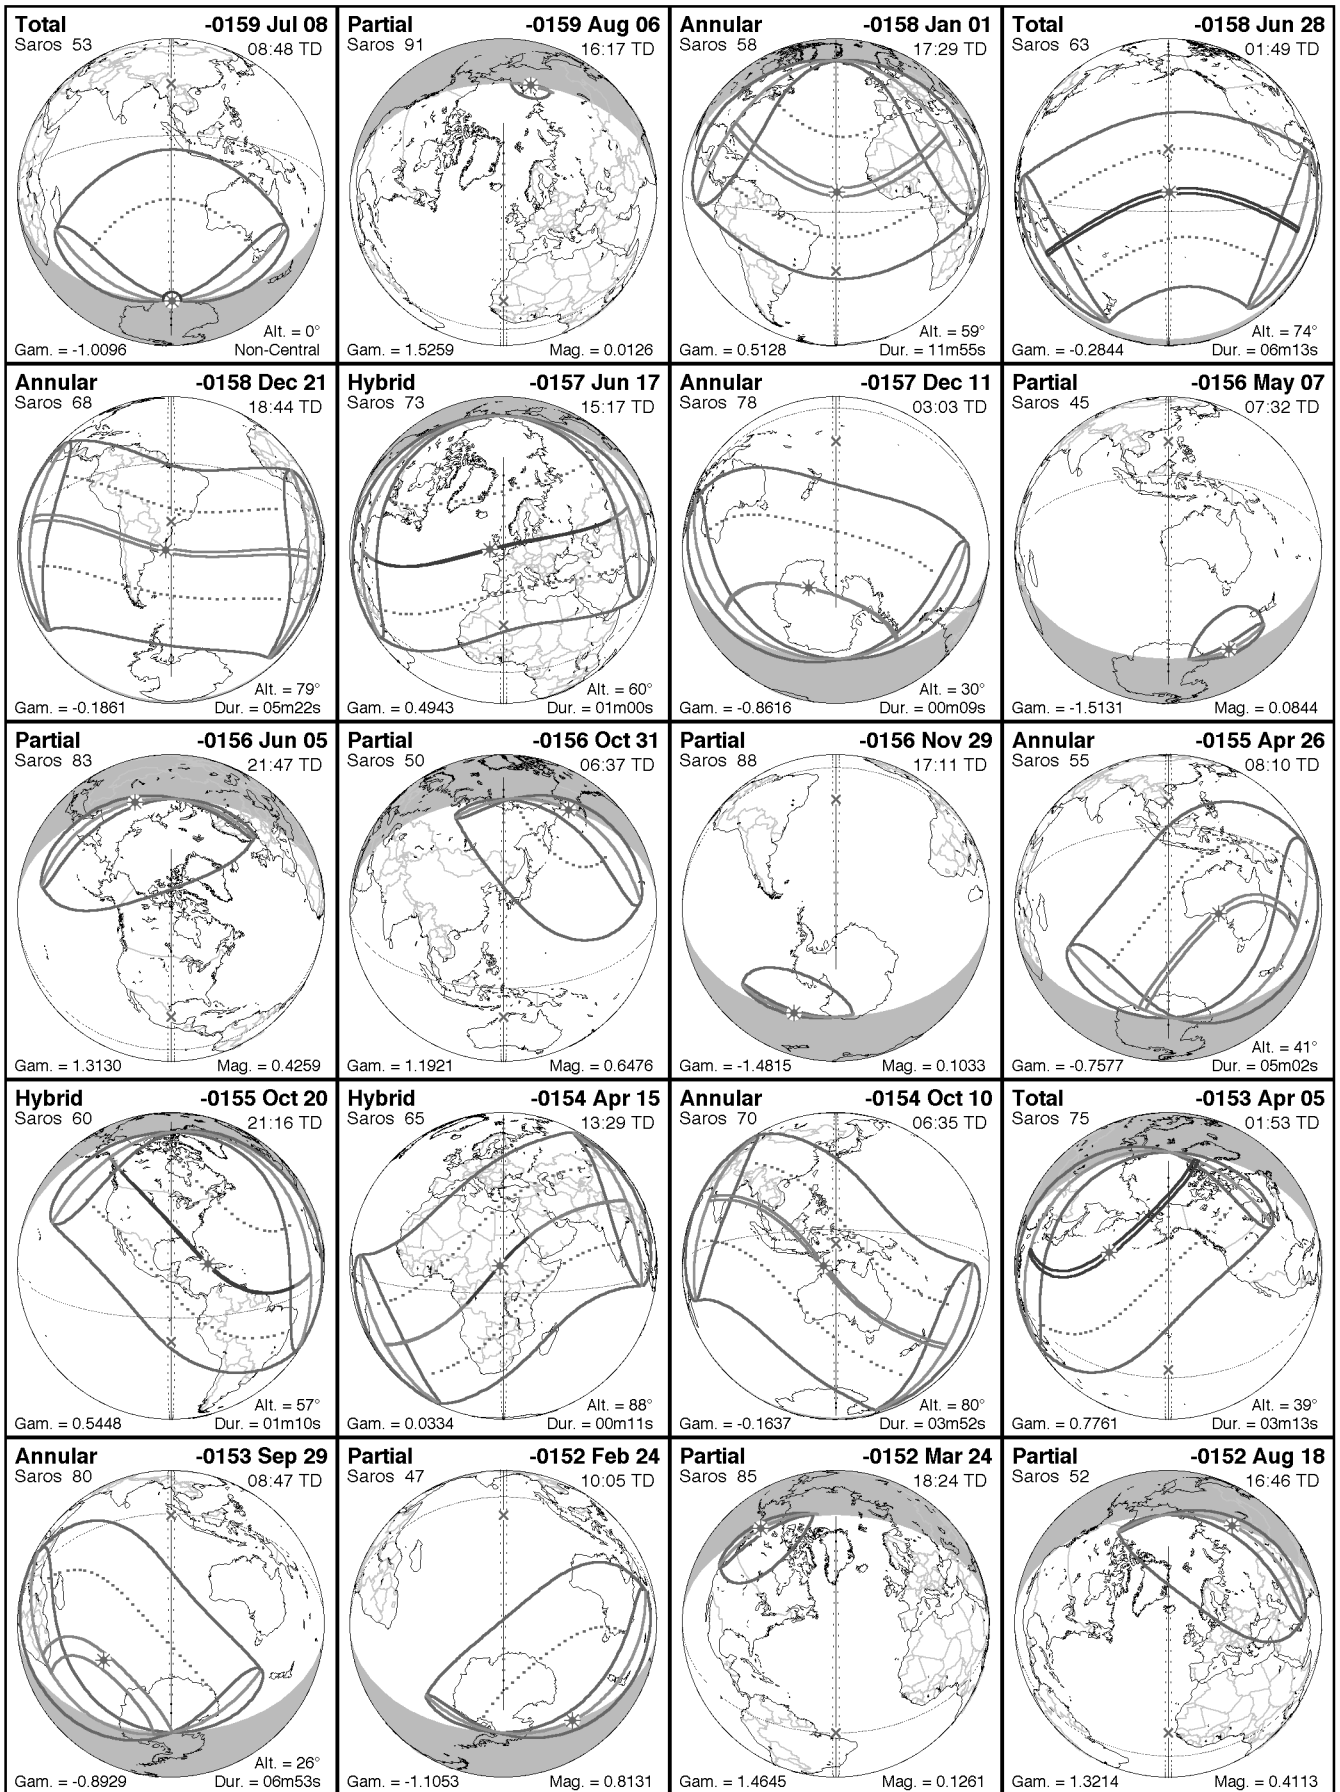 Total -0159 Jul 08
Saros 53 08:48 TD
Alt. = 0°
Gam. = -1.0096 Non-Central
Partial -0159 Aug 06
Saros 91 16:17 TD
Gam. = 1.5259 Mag. = 0.0126
Annular -0158 Jan 01
Saros 58 17:29 TD
Alt. = 59°
Gam. = 0.5128 Dur. = 11m55s
Total -0158 Jun 28
Saros 63 01:49 TD
Alt. = 74°
Gam. = -0.2844 Dur. = 06m13s
Annular -0158 Dec 21
Saros 68 18:44 TD
Alt. = 79°
Gam. = -0.1861 Dur. = 05m22s
Hybrid -0157 Jun 17
Saros 73 15:17 TD
Alt. = 60°
Gam. = 0.4943 Dur. = 01m00s
Annular -0157 Dec 11
Saros 78 03:03 TD
Alt. = 30°
Gam. = -0.8616 Dur. = 00m09s
Partial -0156 May 07
Saros 45 07:32 TD
Gam. = -1.5131 Mag. = 0.0844
Partial -0156 Jun 05
Saros 83 21:47 TD
Gam. = 1.3130 Mag. = 0.4259
Partial -0156 Oct 31
Saros 50 06:37 TD
Gam. = 1.1921 Mag. = 0.6476
Partial -0156 Nov 29
Saros 88 17:11 TD
Gam. = -1.4815 Mag. = 0.1033
Annular -0155 Apr 26
Saros 55 08:10 TD
Alt. = 41°
Gam. = -0.7577 Dur. = 05m02s
Hybrid -0155 Oct 20
Saros 60 21:16 TD
Alt. = 57°
Gam. = 0.5448 Dur. = 01m10s
Hybrid -0154 Apr 15
Saros 65 13:29 TD
Alt. = 88°
Gam. = 0.0334 Dur. = 00m11s
Annular -0154 Oct 10
Saros 70 06:35 TD
Alt. = 80°
Gam. = -0.1637 Dur. = 03m52s
Total -0153 Apr 05
Saros 75 01:53 TD
Alt. = 39°
Gam. = 0.7761 Dur. = 03m13s
Annular -0153 Sep 29
Saros 80 08:47 TD
Alt. = 26°
Gam. = -0.8929 Dur. = 06m53s
Partial -0152 Feb 24
Saros 47 10:05 TD
Gam. = -1.1053 Mag. = 0.8131
Partial -0152 Mar 24
Saros 85 18:24 TD
Gam. = 1.4645 Mag. = 0.1261
Partial -0152 Aug 18
Saros 52 16:46 TD
Gam. = 1.3214 Mag. = 0.4113